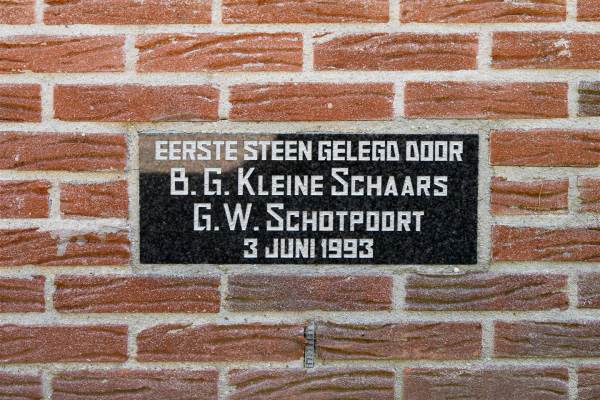 EERSTE STEEN GELEGD DOOR
B. G. KLEINE SCHAARS
G. W. SCHOTPOORT
3 JUNI 1993